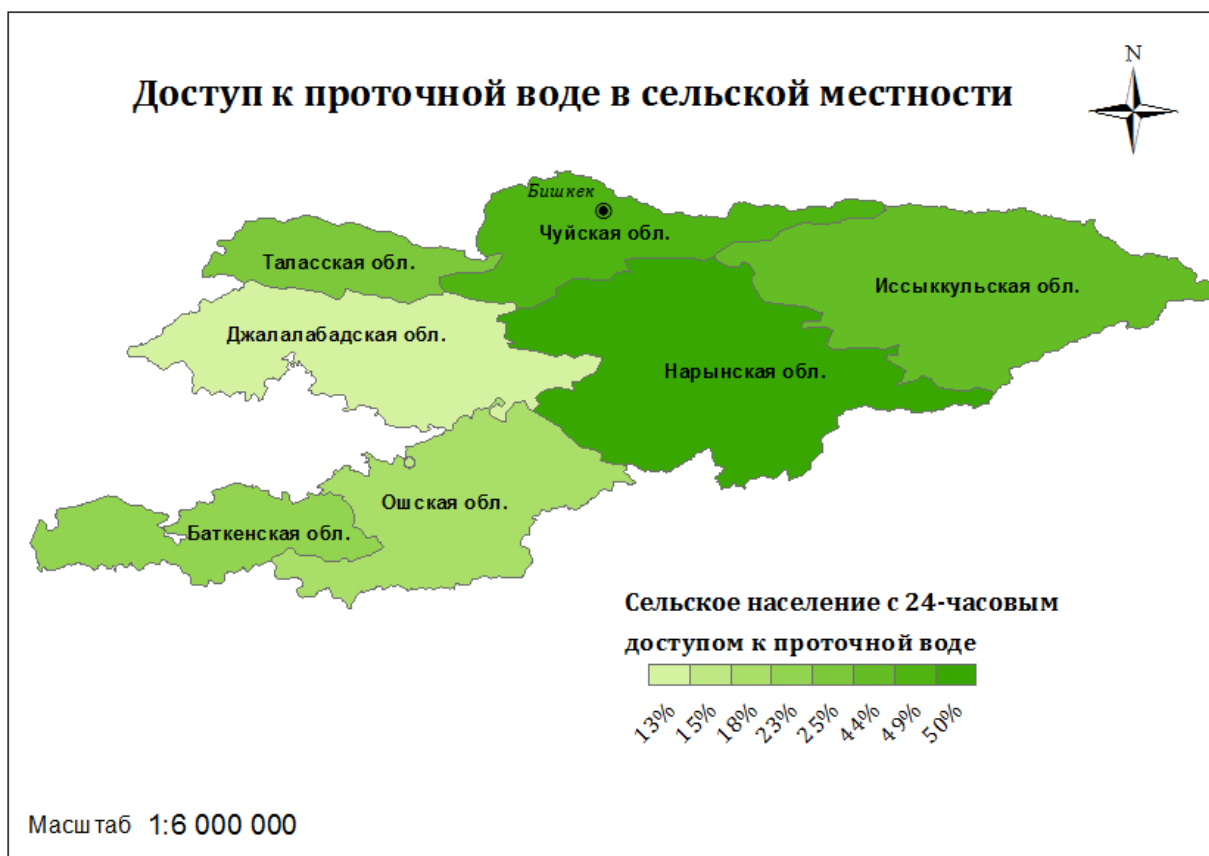 N
Доступ к проточной воде в сельской местности
Бишкек
Чуйская обл.
Таласская обл.
Иссыккульская обл.
Джалалабадская обл.
Нарынская обл.
Ошская обл.
Баткенская обл.
Сельское население с 24-часовым
доступом к проточной воде
13% 15% 18% 23% 25% 44% 49% 50%
Масштаб 1:6 000 000